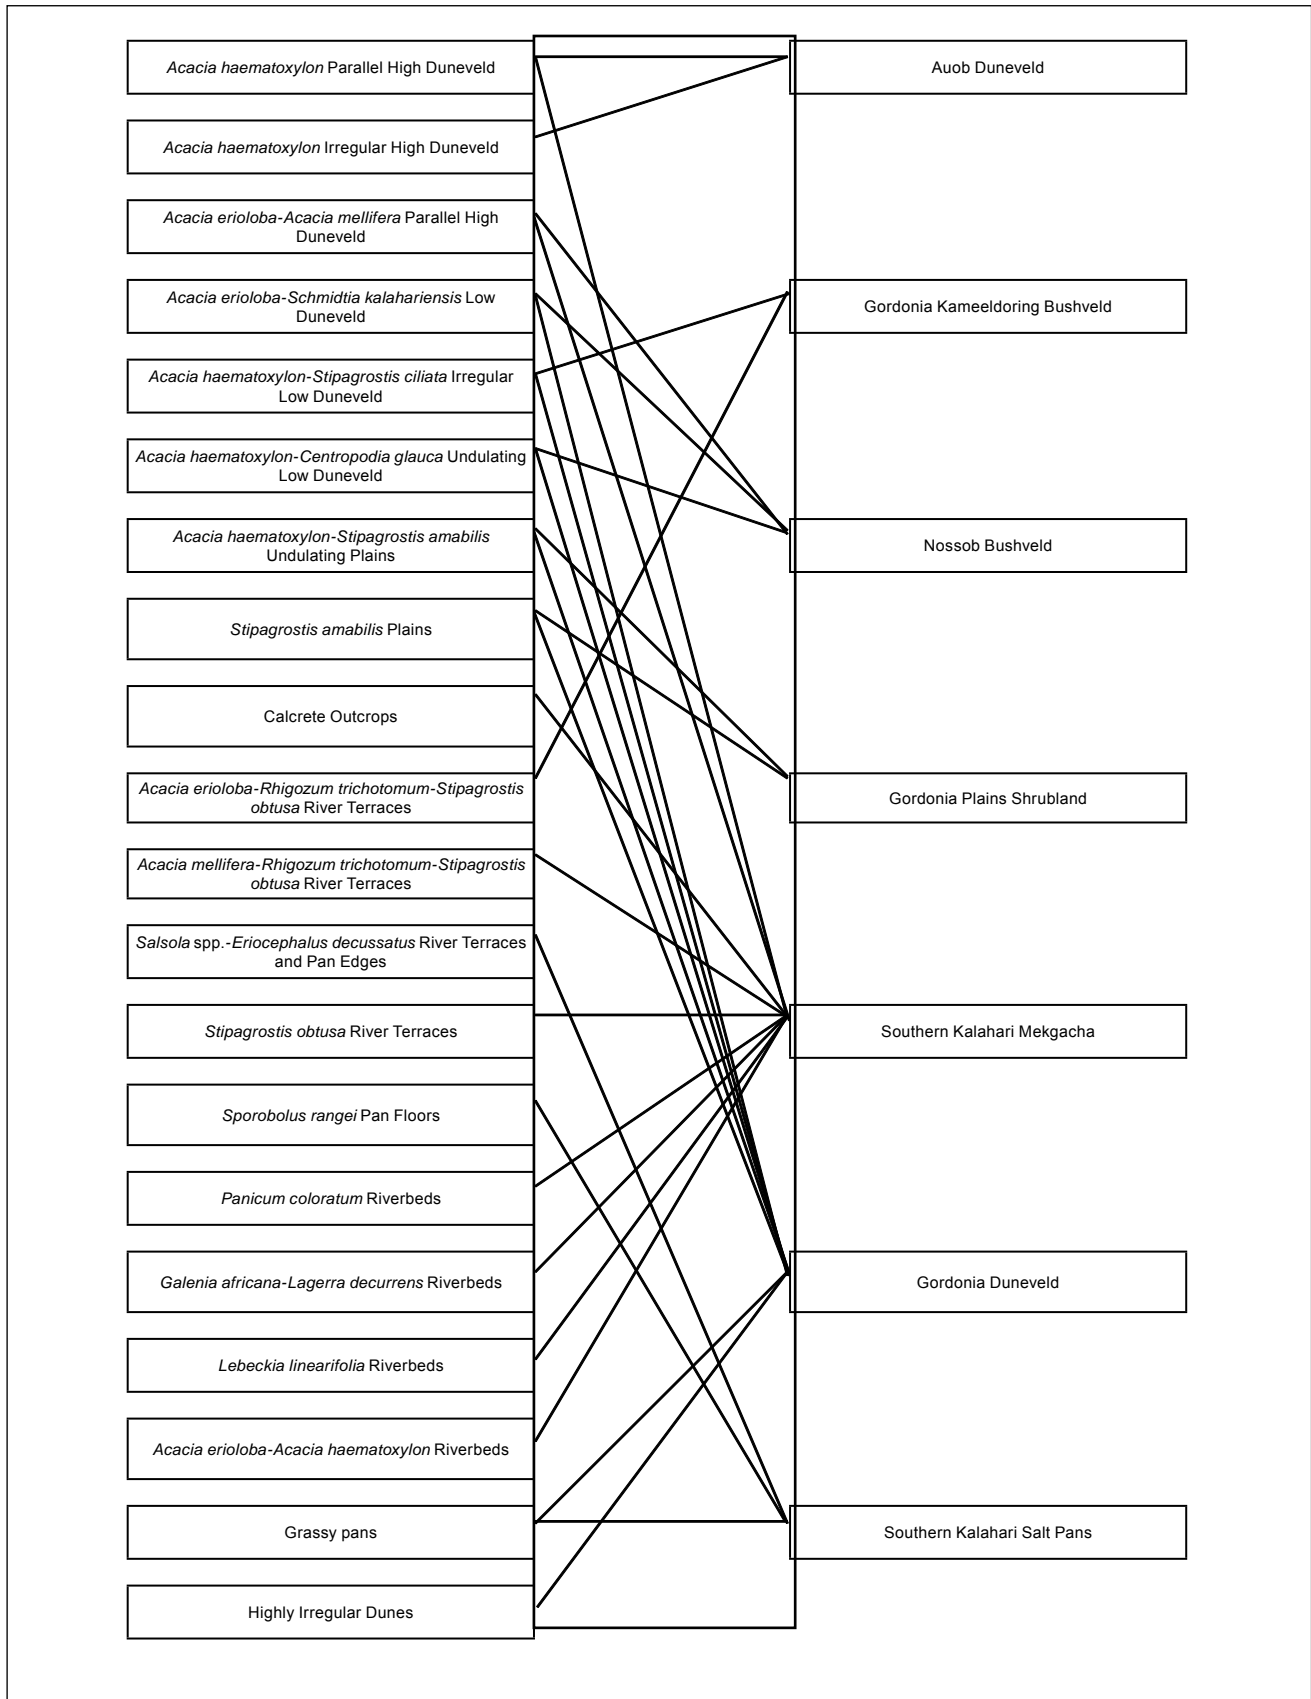 Acacia haematoxylon Parallel High Duneveld
Acacia haematoxylon Irregular High Duneveld
Acacia erioloba-Acacia mellifera Parallel High
Duneveld
Acacia erioloba-Schmidtia kalahariensis Low
Duneveld
Acacia haematoxylon-Stipagrostis ciliata Irregular
Low Duneveld
Acacia haematoxylon-Centropodia glauca Undulating
Low Duneveld
Acacia haematoxylon-Stipagrostis amabilis
Undulating Plains
Stipagrostis amabilis Plains
Calcrete Outcrops
Acacia erioloba-Rhigozum trichotomum-Stipagrostis
obtusa River Terraces
Acacia mellifera-Rhigozum trichotomum-Stipagrostis
obtusa River Terraces
Salsola spp.-Eriocephalus decussatus River Terraces
and Pan Edges
Stipagrostis obtusa River Terraces
Sporobolus rangei Pan Floors
Panicum coloratum Riverbeds
Galenia africana-Lagerra decurrens Riverbeds
Lebeckia linearifolia Riverbeds
Acacia erioloba-Acacia haematoxylon Riverbeds
Grassy pans
Highly Irregular Dunes
Auob Duneveld
Gordonia Kameeldoring Bushveld
Nossob Bushveld
Gordonia Plains Shrubland
Southern Kalahari Mekgacha
Gordonia Duneveld
Southern Kalahari Salt Pans